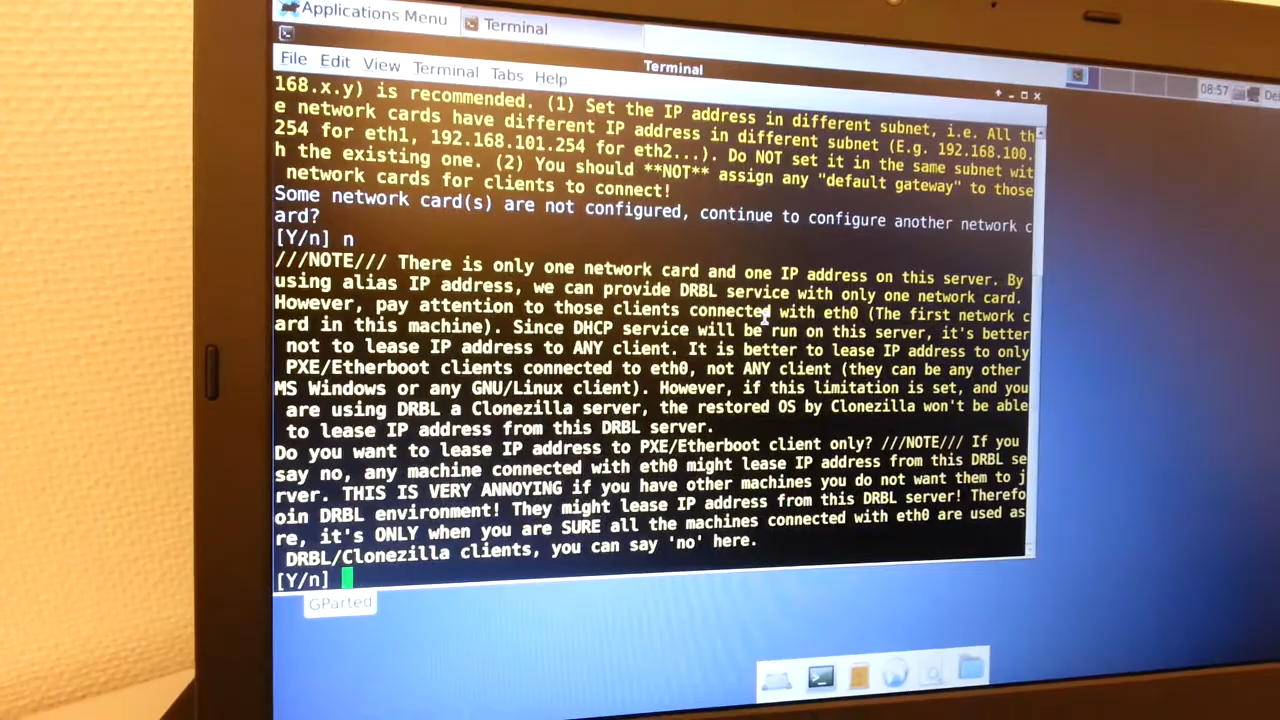 Applications Menu
Terminal
Terminal
File Edit View Terminal Tabs Help
08:57
168.x.y) is recommended. (1) Set the IP address in different subnet, i.e. All th
e network cards have different IP address in different subnet (E.g. 192.168.100.
254 for eth1, 192.168.101.254 for eth2...). Do NOT set it in the same subnet wit
h the existing one. (2) You should **NOT** assign any "default gateway" to those
network cards for clients to connect!
Some network card(s) are not configured, continue to configure another network c
ard?
[Y/n] n
///NOTE/// There is only one network card and one IP address on this server. By
using alias IP address, we can provide DRBL service with only one network card.
However, pay attention to those clients connected with eth0 (The first network c
ard in this machine). Since DHCP service will be run on this server, it's better
not to lease IP address to ANY client. It is better to lease IP address to only
PXE/Etherboot clients connected to eth0, not ANY client (they can be any other
MS Windows or any GNU/Linux client). However, if this limitation is set, and you
are using DRBL a Clonezilla server, the restored OS by Clonezilla won't be able
to lease IP address from this DRBL server.
Do you want to lease IP address to PXE/Etherboot client only? ///NOTE/// If you
say no, any machine connected with eth0 might lease IP address from this DRBL se
rver. THIS IS VERY ANNOYING if you have other machines you do not want them to j
oin DRBL environment! They might lease IP address from this DRBL server! Therefo
re, it's ONLY when you are SURE all the machines connected with eth0 are used as
DRBL/Clonezilla clients, you can say 'no' here.
[Y/n]
GParted